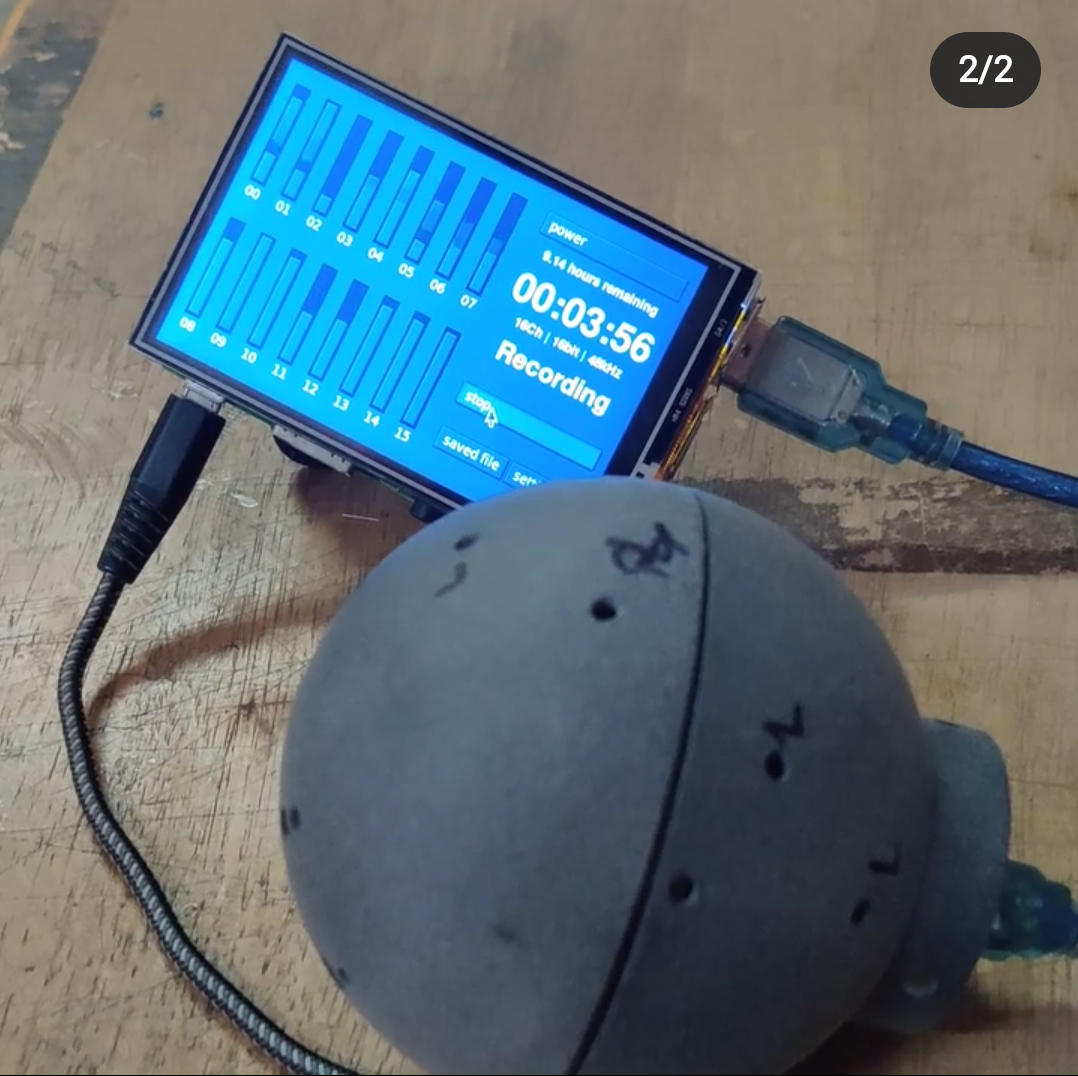 2/2
00 01 02 03 04 05 06 07
08 09 10 11 12 13 14 15
power
9.14 hours remaining
00:03:56
16Ch | 16bit | 48kHz
Recording
stop
saved file